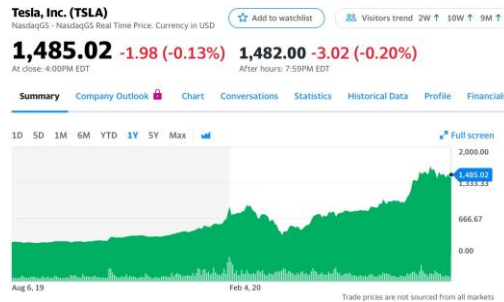 Tesla, Inc. (TSLA)
NasdaqGS - NasdaqGS Real Time Price. Currency in USD
Add to watchlist
Visitors trend 2W ↑ 10W ↑ 9M ↑
1,485.02 -1.98 (-0.13%)
At close: 4:00PM EDT
1,482.00 -3.02 (-0.20%)
After hours: 7:59PM EDT
Summary Company Outlook Chart Conversations Statistics Historical Data Profile Financials
1D 5D 1M 6M YTD 1Y 5Y Max
Full screen
2,000.00
1,485.02
1,333.33
666.67
0.00
Aug 6, 19
Feb 4, 20
Trade prices are not sourced from all markets